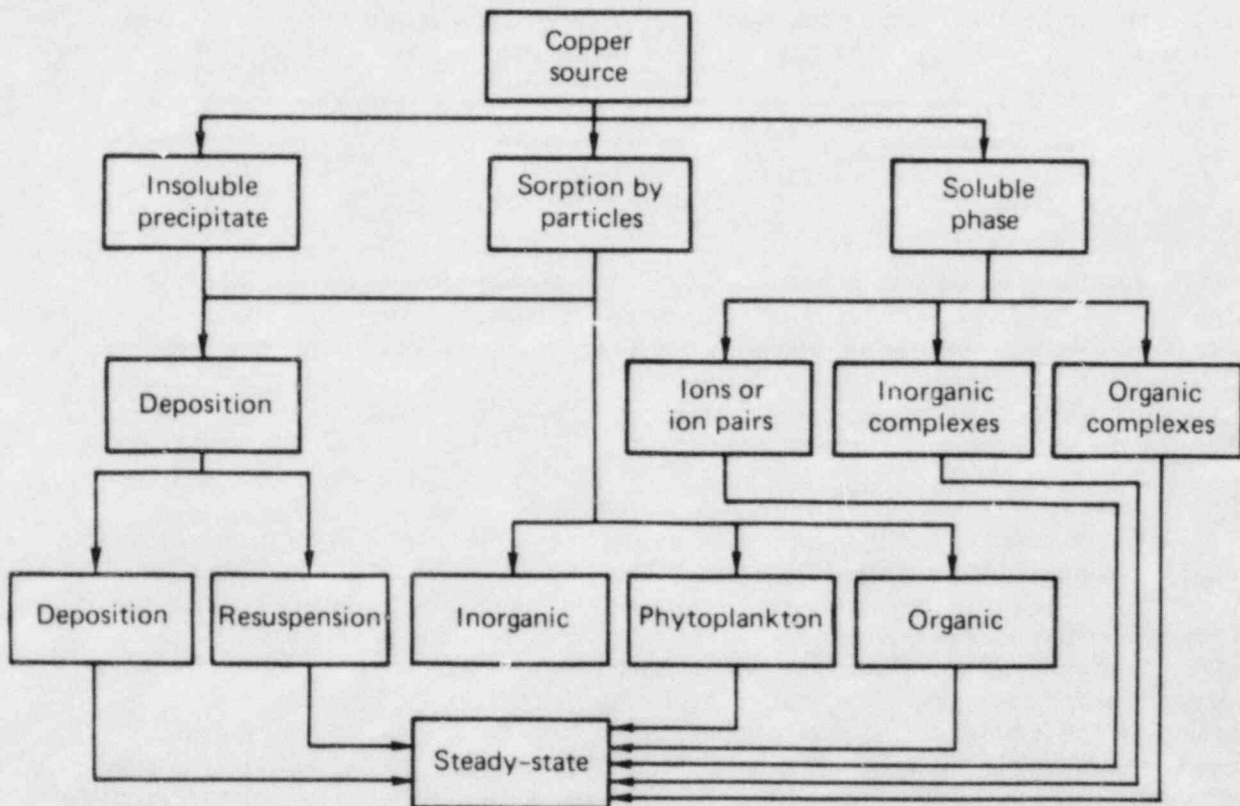 Copper
source
Insoluble
precipitate
Sorption by
particles
Soluble
phase
Deposition
Ions or
ion pairs
Inorganic
complexes
Organic
complexes
Deposition
Resuspension
Inorganic
Phytoplankton
Organic
Steady-state